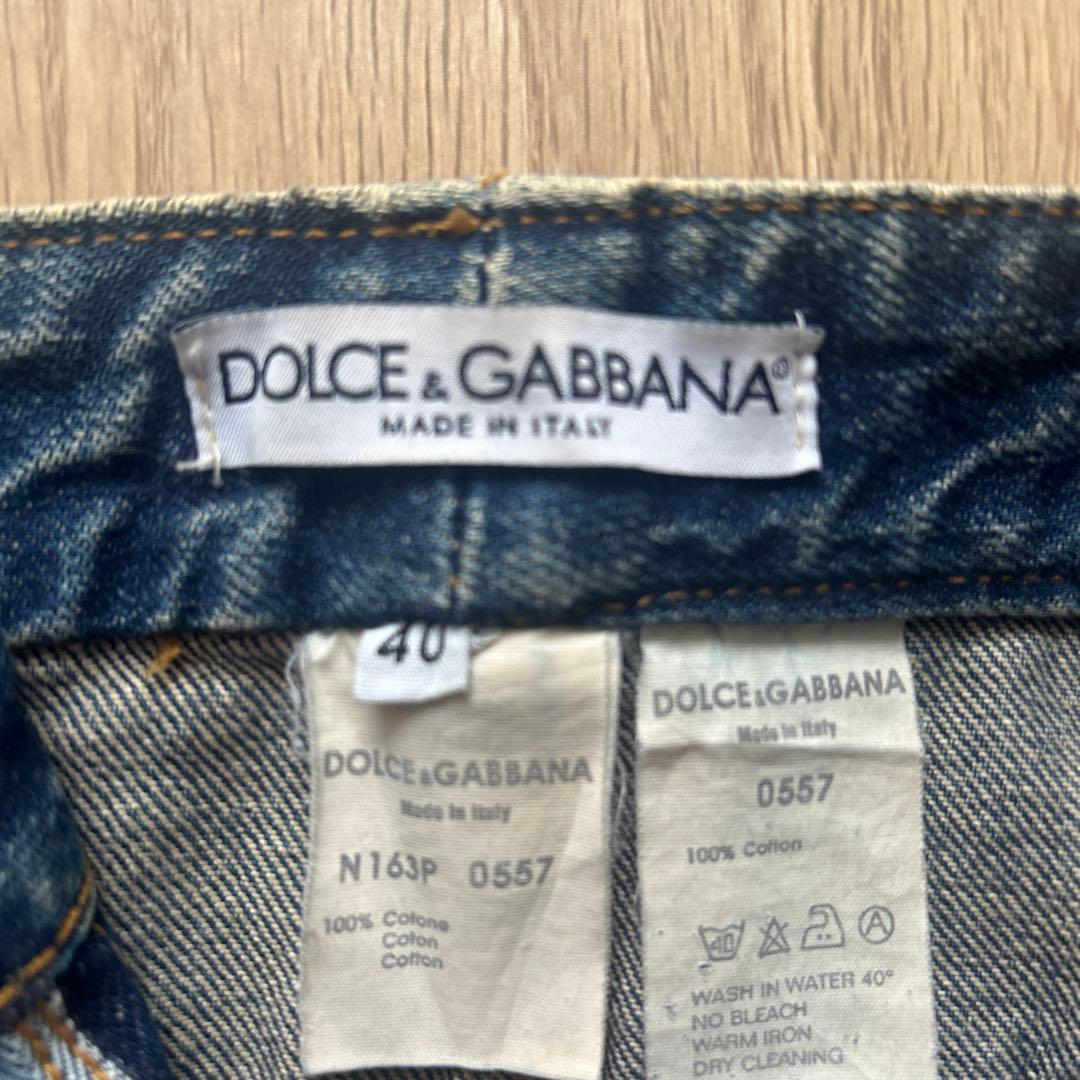 DOLCE & GABBANA®
MADE IN ITALY
40
DOLCE & GABBANA
Made in Italy
N163P 0557
100% Cotone
Coton
Cotton
DOLCE & GABBANA
Made in Italy
0557
100% Cotton
40 A
WASH IN WATER 40°
NO BLEACH
WARM IRON
DRY CLEANING